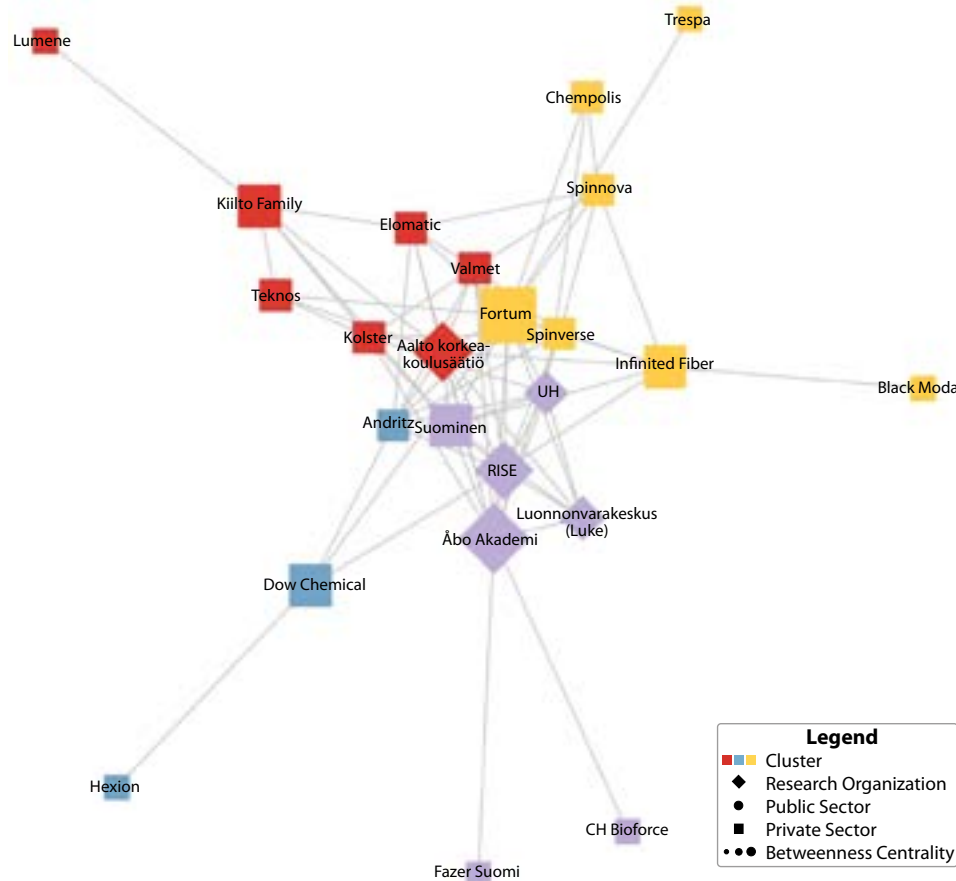 Trespa
Lumene
Chempolis
Spinnova
Kiilto Family
Elomatic
Valmet
Teknos
Fortum
Spinverse
Kolster
Aalto korkea-
koulusäätiö
Infinited Fiber
Black Moda
UH
Andritz
Suominen
RISE
Luonnonvarakeskus
(Luke)
Åbo Akademi
Dow Chemical
Hexion
CH Bioforce
Fazer Suomi
Legend
Cluster
Research Organization
Public Sector
Private Sector
Betweenness Centrality